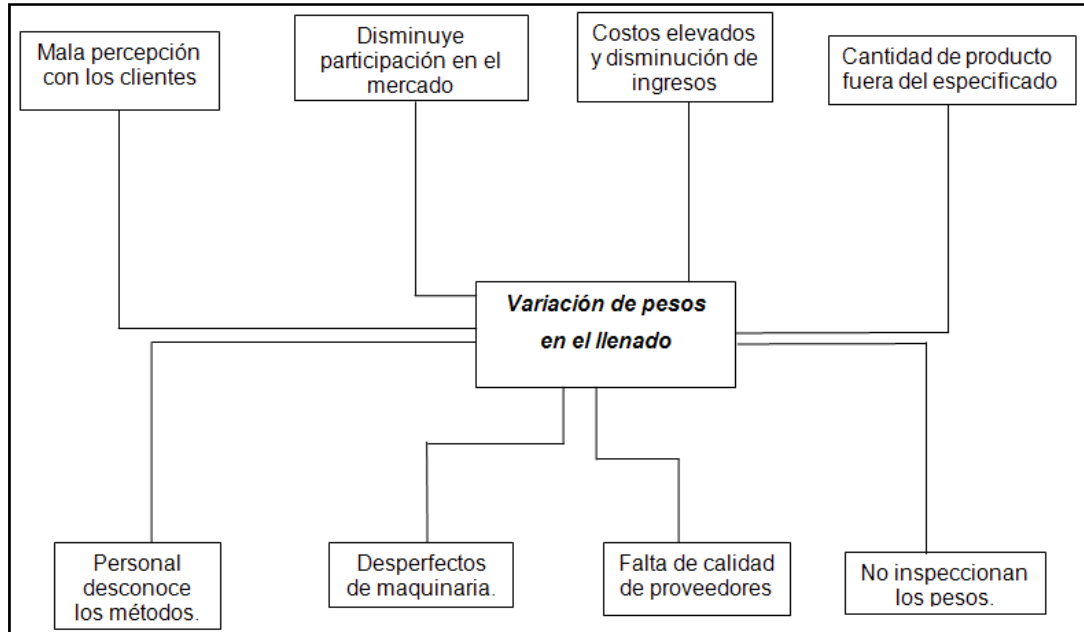 Mala percepción
con los clientes
Disminuye
participación en el
mercado
Costos elevados
y disminución de
ingresos
Cantidad de producto
fuera del especificado
Variación de pesos
en el llenado
Personal
desconoce
los métodos.
Desperfectos
de maquinaria.
Falta de calidad
de proveedores
No inspeccionan
los pesos.